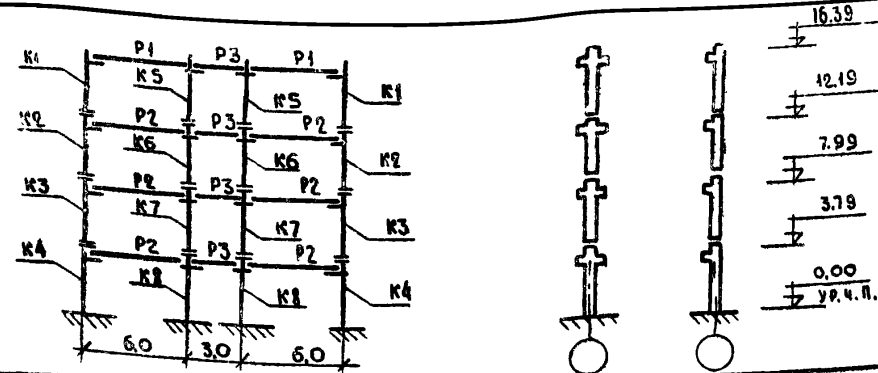 Р1 Р3 Р1 16.39
К1 К5 К5 К1
12.19
К2 Р2 Р3 Р2
К6 К6 К2 7.99
К3 Р2 Р3 Р2
К7 К7 К3 3.79
К4 Р2 Р3 Р2
К8 К8 К4 0,00
УР.Ч.П.
6,0 3,0 6,0